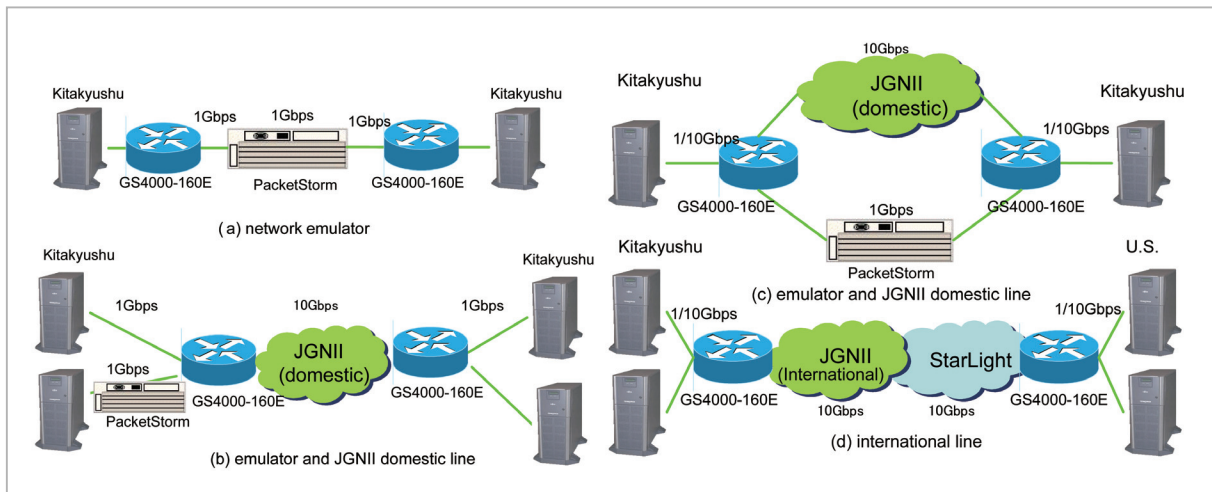 Kitakyushu
Kitakyushu
1Gbps
1Gbps
1Gbps
GS4000-160E
PacketStorm
GS4000-160E
(a) network emulator
Kitakyushu
Kitakyushu
1Gbps
10Gbps
1Gbps
JGNII
(domestic)
1Gbps
GS4000-160E
GS4000-160E
PacketStorm
(b) emulator and JGNII domestic line
10Gbps
Kitakyushu
JGNII
(domestic)
Kitakyushu
1/10Gbps
1/10Gbps
GS4000-160E
GS4000-160E
1Gbps
PacketStorm
(c) emulator and JGNII domestic line
Kitakyushu
U.S.
1/10Gbps
1/10Gbps
JGNII
(International)
StarLight
GS4000-160E
GS4000-160E
10Gbps
10Gbps
(d) international line